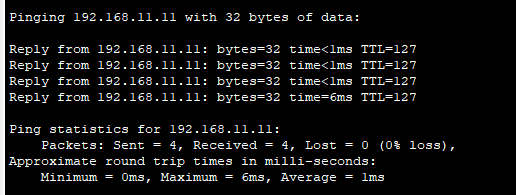 Pinging 192.168.11.11 with 32 bytes of data:
Reply from 192.168.11.11: bytes=32 time<1ms TTL=127
Reply from 192.168.11.11: bytes=32 time<1ms TTL=127
Reply from 192.168.11.11: bytes=32 time<1ms TTL=127
Reply from 192.168.11.11: bytes=32 time=6ms TTL=127
Ping statistics for 192.168.11.11:
Packets: Sent = 4, Received = 4, Lost = 0 (0% loss),
Approximate round trip times in milli-seconds:
Minimum = 0ms, Maximum = 6ms, Average = 1ms